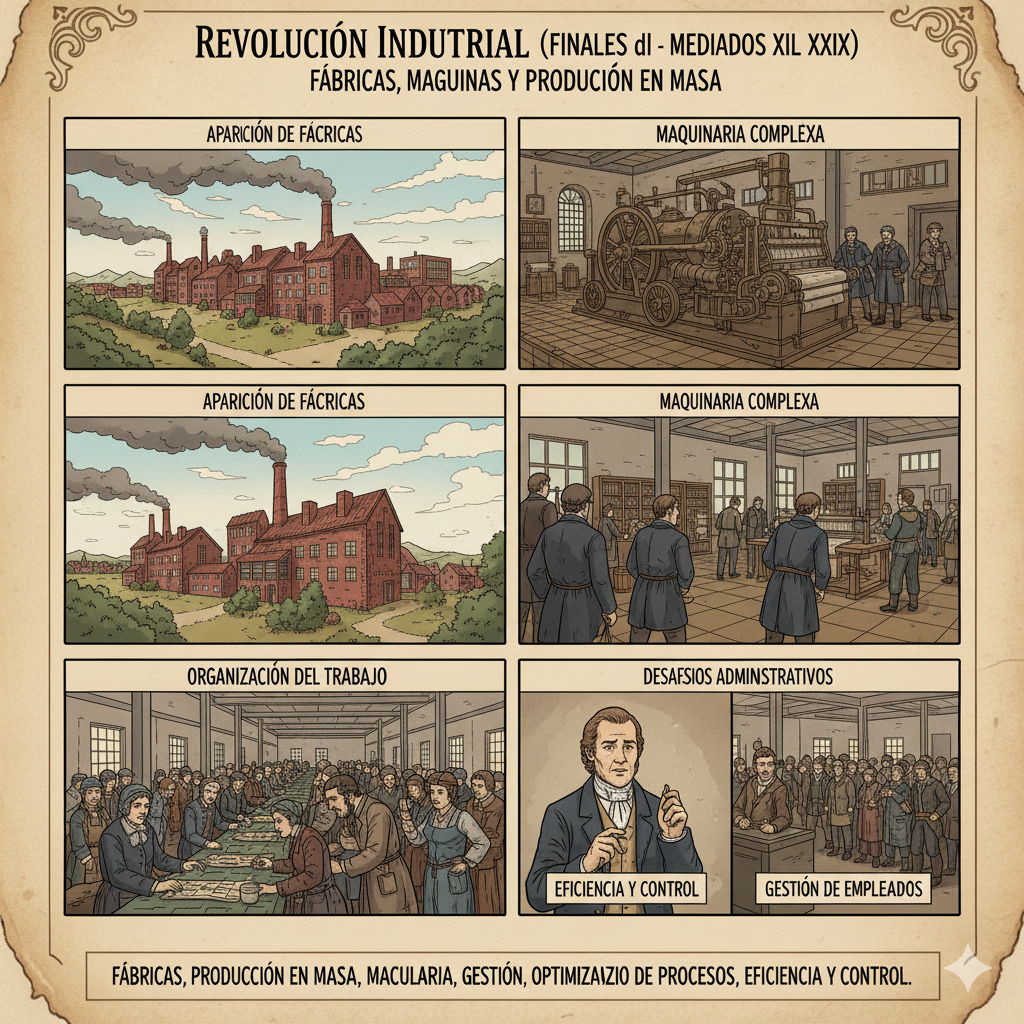 REVOLUCIÓN INDUTRIAL (FINALES dI - MEDIADOS XIL XXIX)
FÁBRICAS, MAGUINAS Y PRODUCIÓN EN MASA
APARICIÓN DE FÁCRICAS
MAQUINARIA COMPLEXA
APARICIÓN DE FÁCRICAS
MAQUINARIA COMPLEXA
ORGANIZACIÓN DEL TRABAJO
DESAFSIOS ADMINSTRATIVOS
EFICIENCIA Y CONTROL
GESTIÓN DE EMPLEADOS
FÁBRICAS, PRODUCCIÓN EN MASA, MACULARIA, GESTIÓN, OPTIMIZAIZIO DE PROCESOS, EFICIENCIA Y CONTROL.